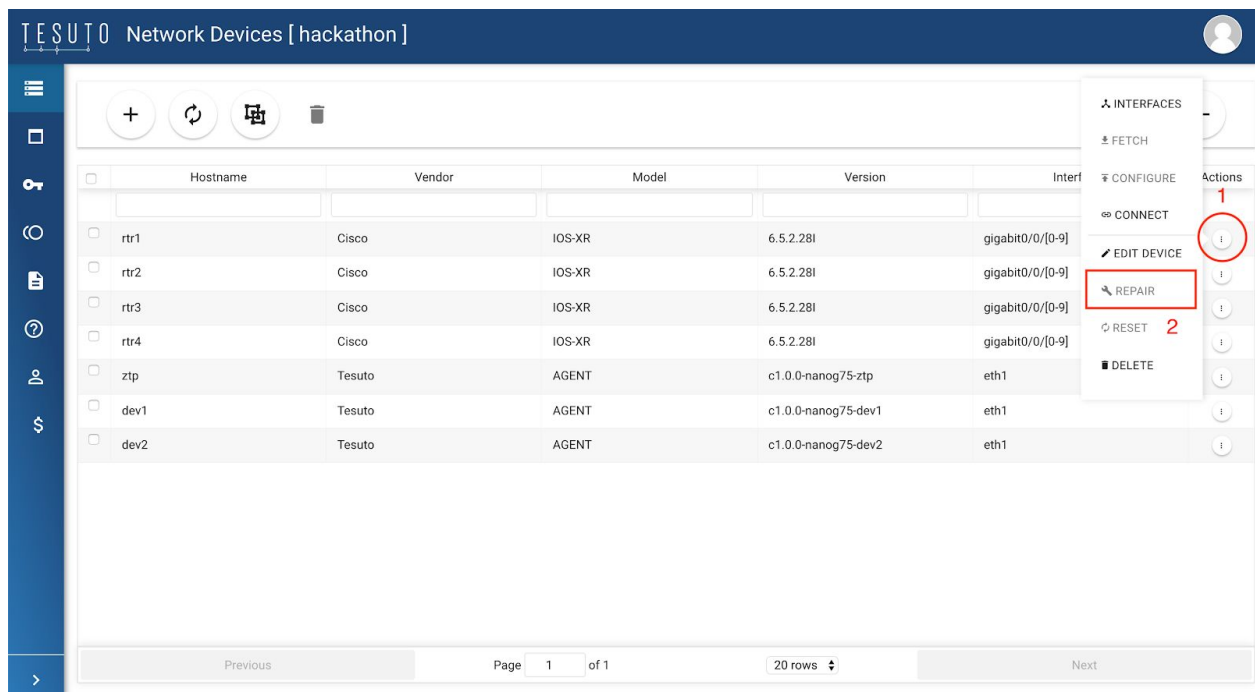 TESUTO Network Devices [ hackathon ]
INTERFACES
FETCH
Hostname Vendor Model Version Interf CONFIGURE Actions
1
CONNECT
rtr1 Cisco IOS-XR 6.5.2.28I gigabit0/0/[0-9]
EDIT DEVICE
rtr2 Cisco IOS-XR 6.5.2.28I gigabit0/0/[0-9]
REPAIR
rtr3 Cisco IOS-XR 6.5.2.28I gigabit0/0/[0-9]
RESET 2
rtr4 Cisco IOS-XR 6.5.2.28I gigabit0/0/[0-9]
DELETE
ztp Tesuto AGENT c1.0.0-nanog75-ztp eth1
dev1 Tesuto AGENT c1.0.0-nanog75-dev1 eth1
dev2 Tesuto AGENT c1.0.0-nanog75-dev2 eth1
Previous Page 1 of 1 20 rows Next